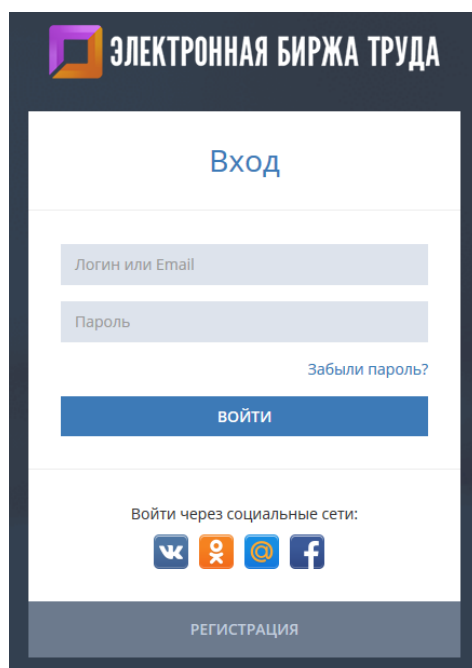 ЭЛЕКТРОННАЯ БИРЖА ТРУДА
Вход
Логин или Email
Пароль
Забыли пароль?
ВОЙТИ
Войти через социальные сети:
РЕГИСТРАЦИЯ